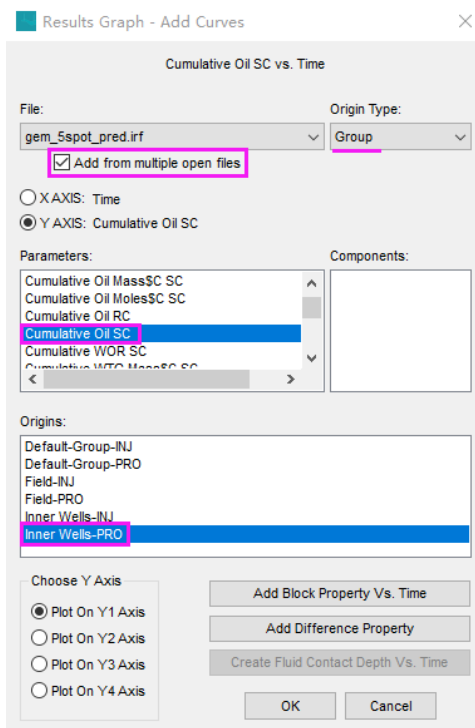 Results Graph - Add Curves
Cumulative Oil SC vs. Time
File:
Origin Type:
gem_5spot_pred.irf
Group
Add from multiple open files
X AXIS: Time
Y AXIS: Cumulative Oil SC
Parameters:
Components:
Cumulative Oil Mass$C SC
Cumulative Oil Moles$C SC
Cumulative Oil RC
Cumulative Oil SC
Cumulative WOR SC
Cumulative WTG Mass$C SC
Origins:
Default-Group-INJ
Default-Group-PRO
Field-INJ
Field-PRO
Inner Wells-INJ
Inner Wells-PRO
Choose Y Axis
Plot On Y1 Axis
Plot On Y2 Axis
Plot On Y3 Axis
Plot On Y4 Axis
Add Block Property Vs. Time
Add Difference Property
Create Fluid Contact Depth Vs. Time
OK
Cancel